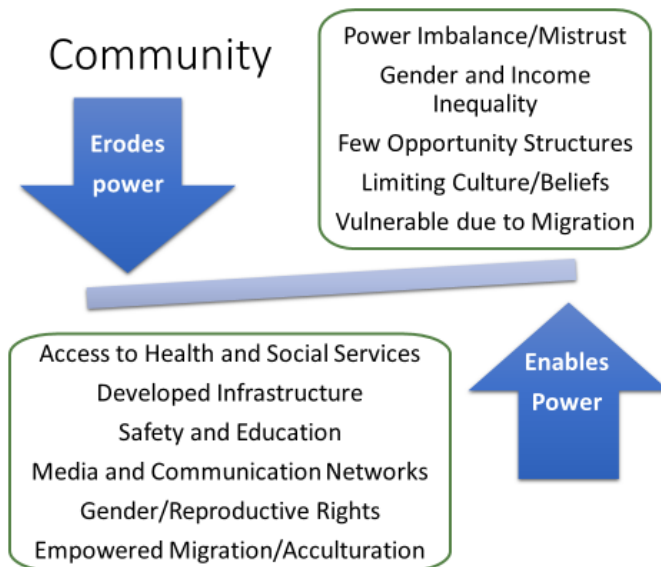 Community
Erodes
power
Power Imbalance/Mistrust
Gender and Income
Inequality
Few Opportunity Structures
Limiting Culture/Beliefs
Vulnerable due to Migration
Access to Health and Social Services
Developed Infrastructure
Safety and Education
Media and Communication Networks
Gender/Reproductive Rights
Empowered Migration/Acculturation
Enables
Power